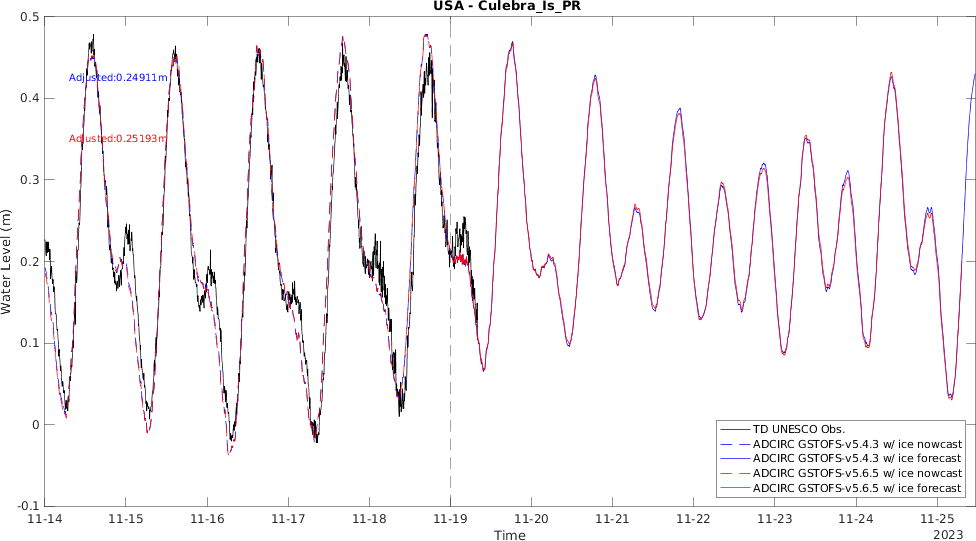 USA - Culebra_Is_PR
0.5
0.4
0.3
0.2
0.1
0
-0.1
Water Level (m)
Adjusted:0.24911m
Adjusted:0.25193m
TD UNESCO Obs.
ADCIRC GSTOFS-v5.4.3 w/ ice nowcast
ADCIRC GSTOFS-v5.4.3 w/ ice forecast
ADCIRC GSTOFS-v5.6.5 w/ ice nowcast
ADCIRC GSTOFS-v5.6.5 w/ ice forecast
11-14 11-15 11-16 11-17 11-18 11-19 11-20 11-21 11-22 11-23 11-24 11-25
Time
2023